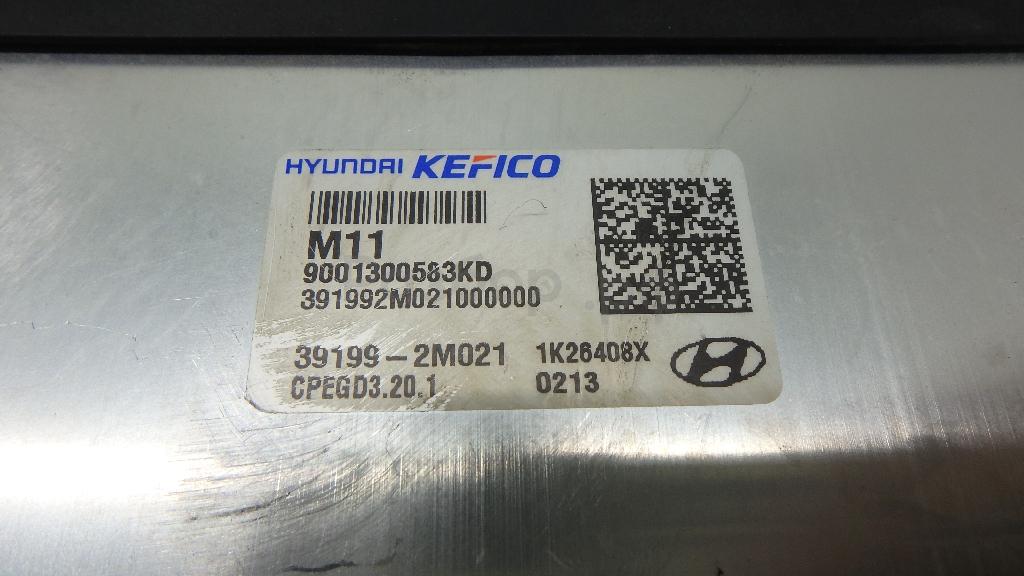 HYUNDAI KEFICO
M11
9001300583KD
391992M021000000
39199-2M021 1K26408X
CPEGD3.20.1 0213